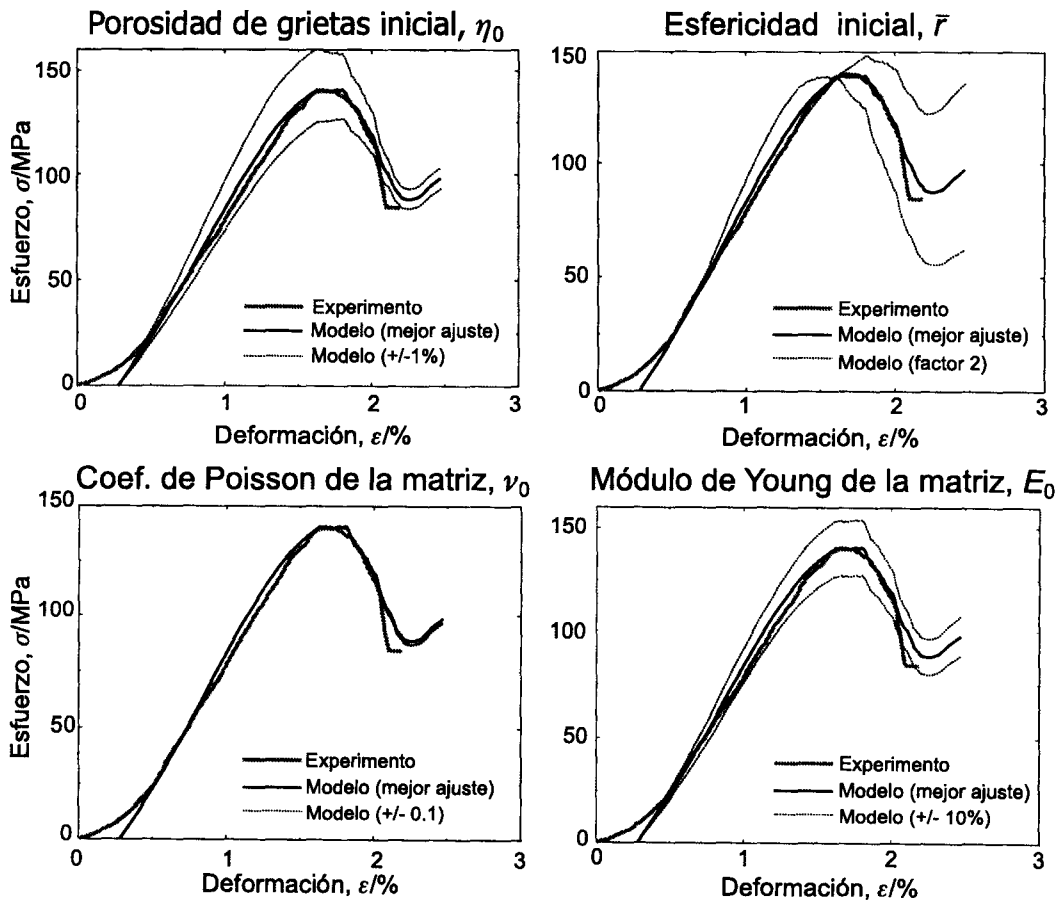 Porosidad de grietas inicial, η₀
150
100
50
0
Esfuerzo, σ/MPa
Experimento
Modelo (mejor ajuste)
Modelo (+/-1%)
0 1 2 3
Deformación, ε/%
Esfericidad inicial, r̄
150
100
50
0
Experimento
Modelo (mejor ajuste)
Modelo (factor 2)
0 1 2 3
Deformación, ε/%
Coef. de Poisson de la matriz, ν₀
150
100
50
0
Esfuerzo, σ/MPa
Experimento
Modelo (mejor ajuste)
Modelo (+/- 0.1)
0 1 2 3
Deformación, ε/%
Módulo de Young de la matriz, E₀
150
100
50
0
Experimento
Modelo (mejor ajuste)
Modelo (+/- 10%)
0 1 2 3
Deformación, ε/%